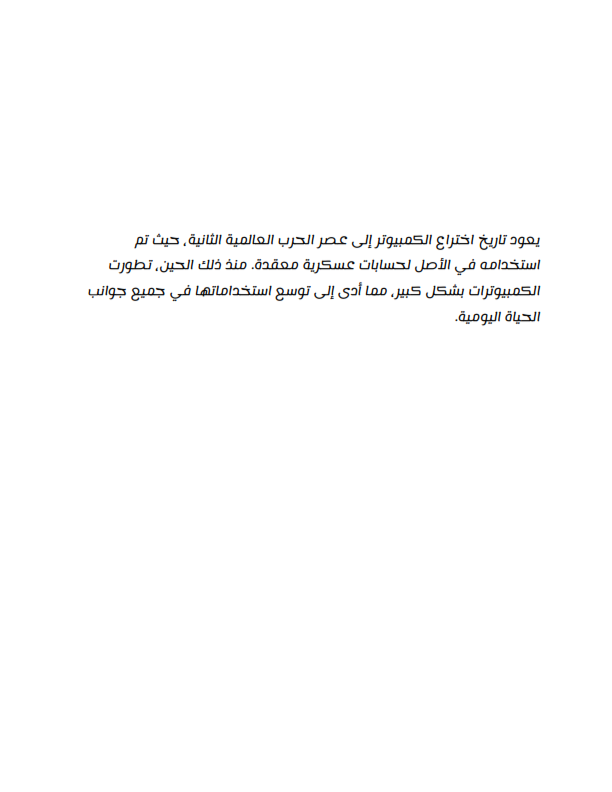 يعود تاريخ اختراع الكمبيوتر إلى عصر الحرب العالمية الثانية، حيث تم
استخدامه في الأصل لحسابات عسكرية معقدة. منذ ذلك الحين، تطورت
الكمبيوترات بشكل كبير، مما أدى إلى توسع استخداماتها في جميع جوانب
الحياة اليومية.